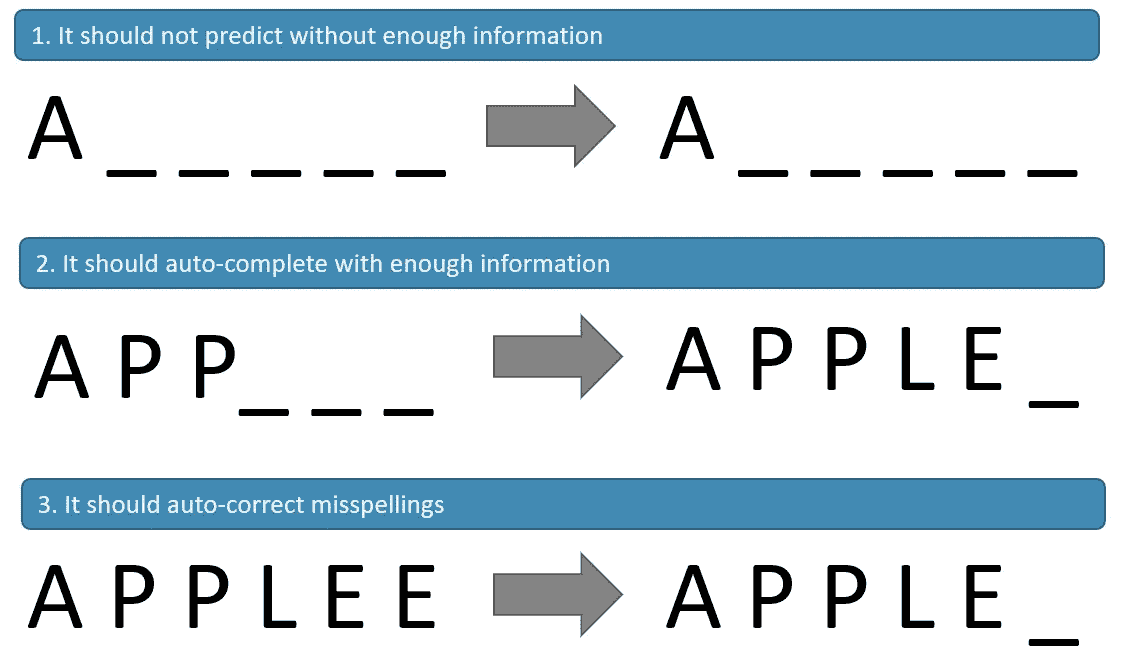 1. It should not predict without enough information
A _ _ _ _ _ A _ _ _ _ _
2. It should auto-complete with enough information
A P P _ _ _ A P P L E _
3. It should auto-correct misspellings
A P P L E E A P P L E _